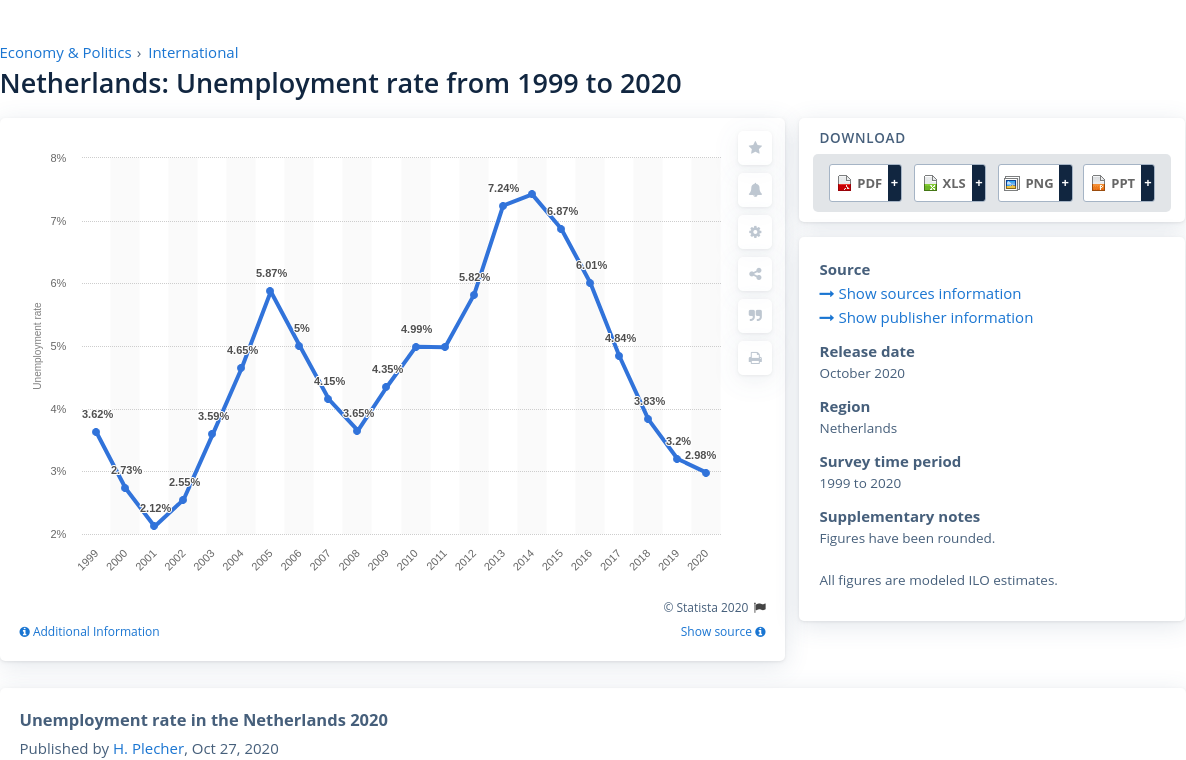 Economy & Politics › International
Netherlands: Unemployment rate from 1999 to 2020
8%
7%
6%
5%
4%
3%
2%
Unemployment rate
3.62%
2.73%
2.12%
2.55%
3.59%
4.65%
5.87%
5%
4.15%
3.65%
4.35%
4.99%
5.82%
7.24%
6.87%
6.01%
4.84%
3.83%
3.2%
2.98%
1999 2000 2001 2002 2003 2004 2005 2006 2007 2008 2009 2010 2011 2012 2013 2014 2015 2016 2017 2018 2019 2020
© Statista 2020
Additional Information
Show source
DOWNLOAD
PDF + XLS + PNG + PPT +
Source
Show sources information
Show publisher information
Release date
October 2020
Region
Netherlands
Survey time period
1999 to 2020
Supplementary notes
Figures have been rounded.
All figures are modeled ILO estimates.
Unemployment rate in the Netherlands 2020
Published by H. Plecher, Oct 27, 2020